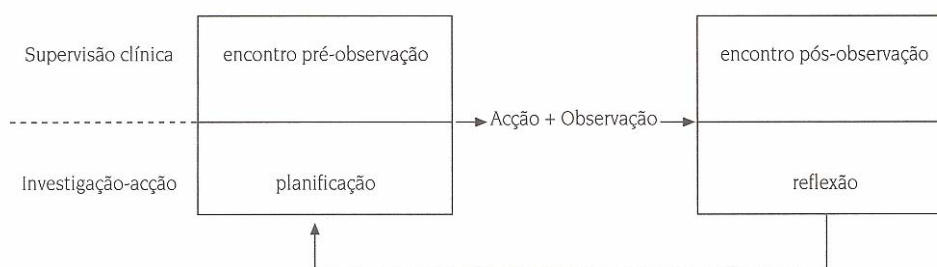 Supervisão clínica
encontro pré-observação
encontro pós-observação
Acção + Observação
Investigação-acção
planificação
reflexão